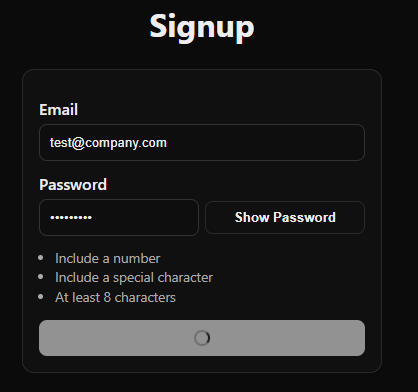 Signup
Email
test@company.com
Password
•••••••••
Show Password
Include a number
Include a special character
At least 8 characters